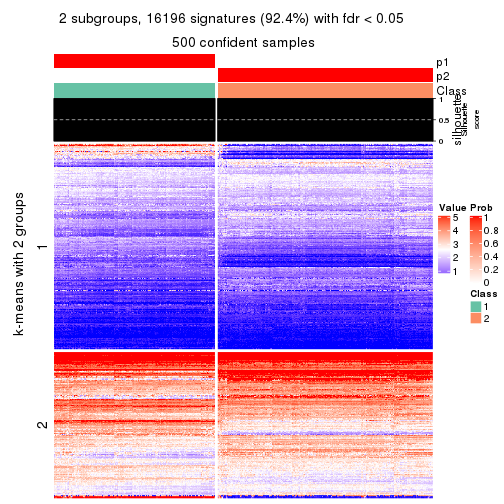 2 subgroups, 16196 signatures (92.4%) with fdr < 0.05
500 confident samples
p1
p2
Class
1
0.5
0
silhouette
Silhouette
score
k-means with 2 groups
1
2
Value Prob
5 1
4 0.8
3 0.6
2 0.4
1 0.2
0
Class
1
2